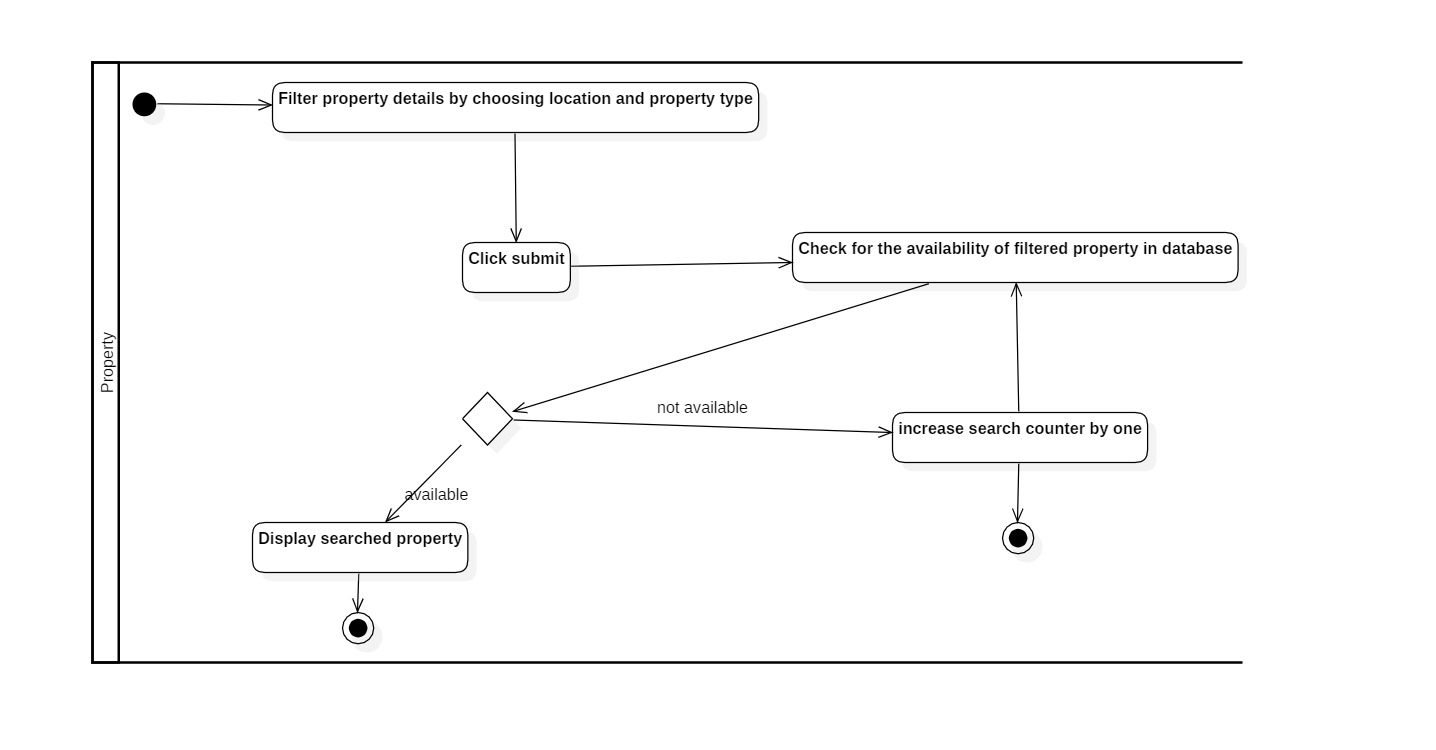 Filter property details by choosing location and property type
Click submit
Check for the availability of filtered property in database
Property
not available
increase search counter by one
available
Display searched property